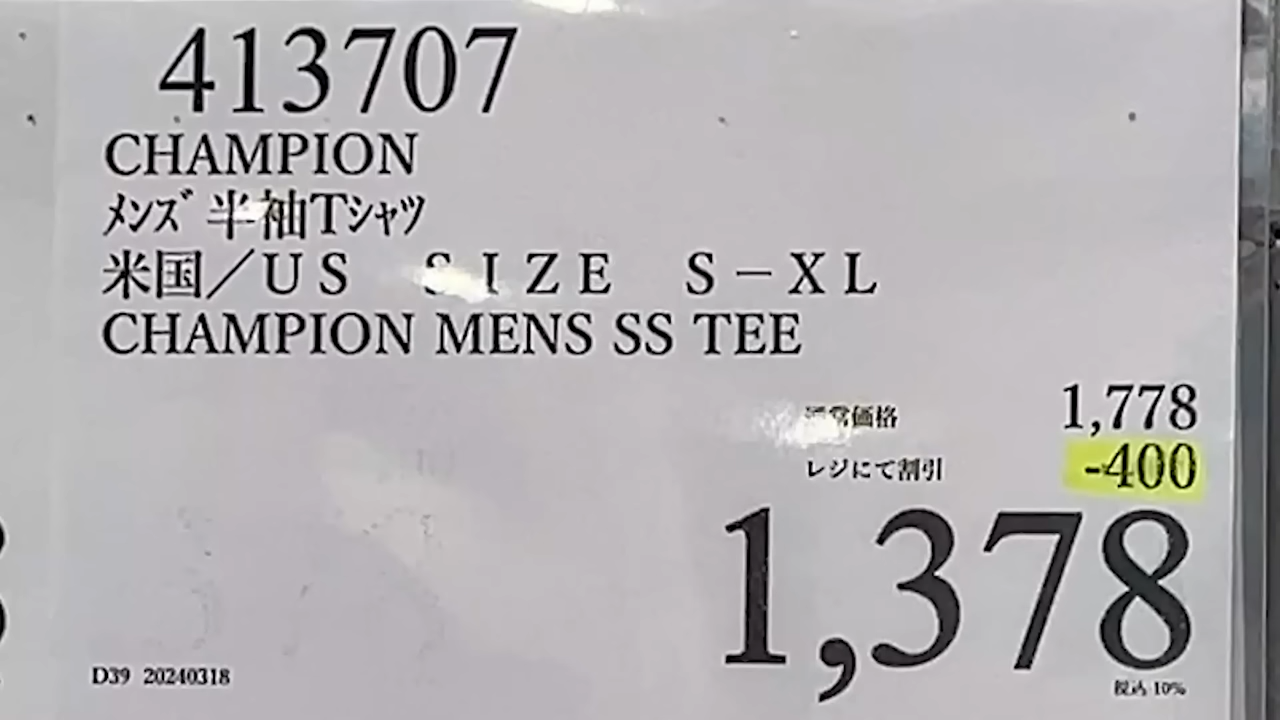 413707
CHAMPION
ﾒﾝｽﾞ 半袖Tｼャﾂ
米国／ＵＳ　ＳＩＺＥ　Ｓ－ＸＬ
CHAMPION MENS SS TEE
通常価格 1,778
レジにて割引 -400
1,378
税込 10%
D39 20240318